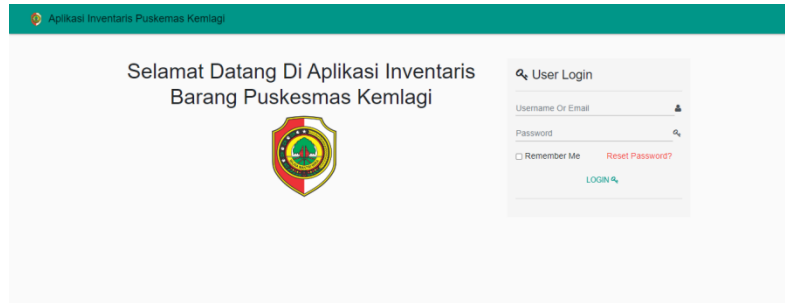 Aplikasi Inventaris Puskemas Kemlagi
Selamat Datang Di Aplikasi Inventaris
Barang Puskesmas Kemlagi
User Login
Username Or Email
Password
Remember Me Reset Password?
LOGIN